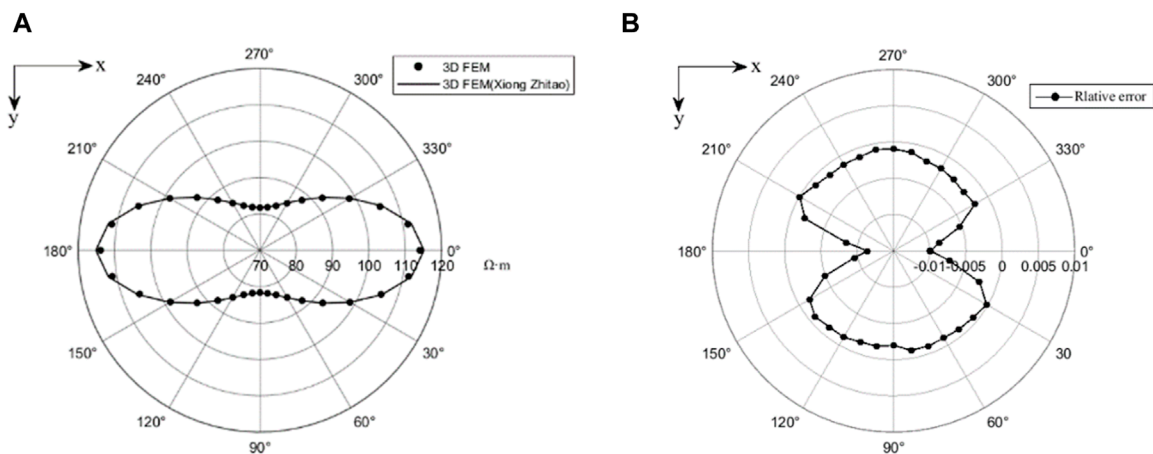 A
x
y
270°
240°
300°
210°
330°
180°
0°
70 80 90 100 110 120 Ω·m
150°
30°
120°
60°
90°
3D FEM
3D FEM(Xiong Zhitao)
B
x
y
270°
240°
300°
210°
330°
180°
0°
-0.01 -0.005 0 0.005 0.01
150°
30
120°
60°
90°
Rlative error